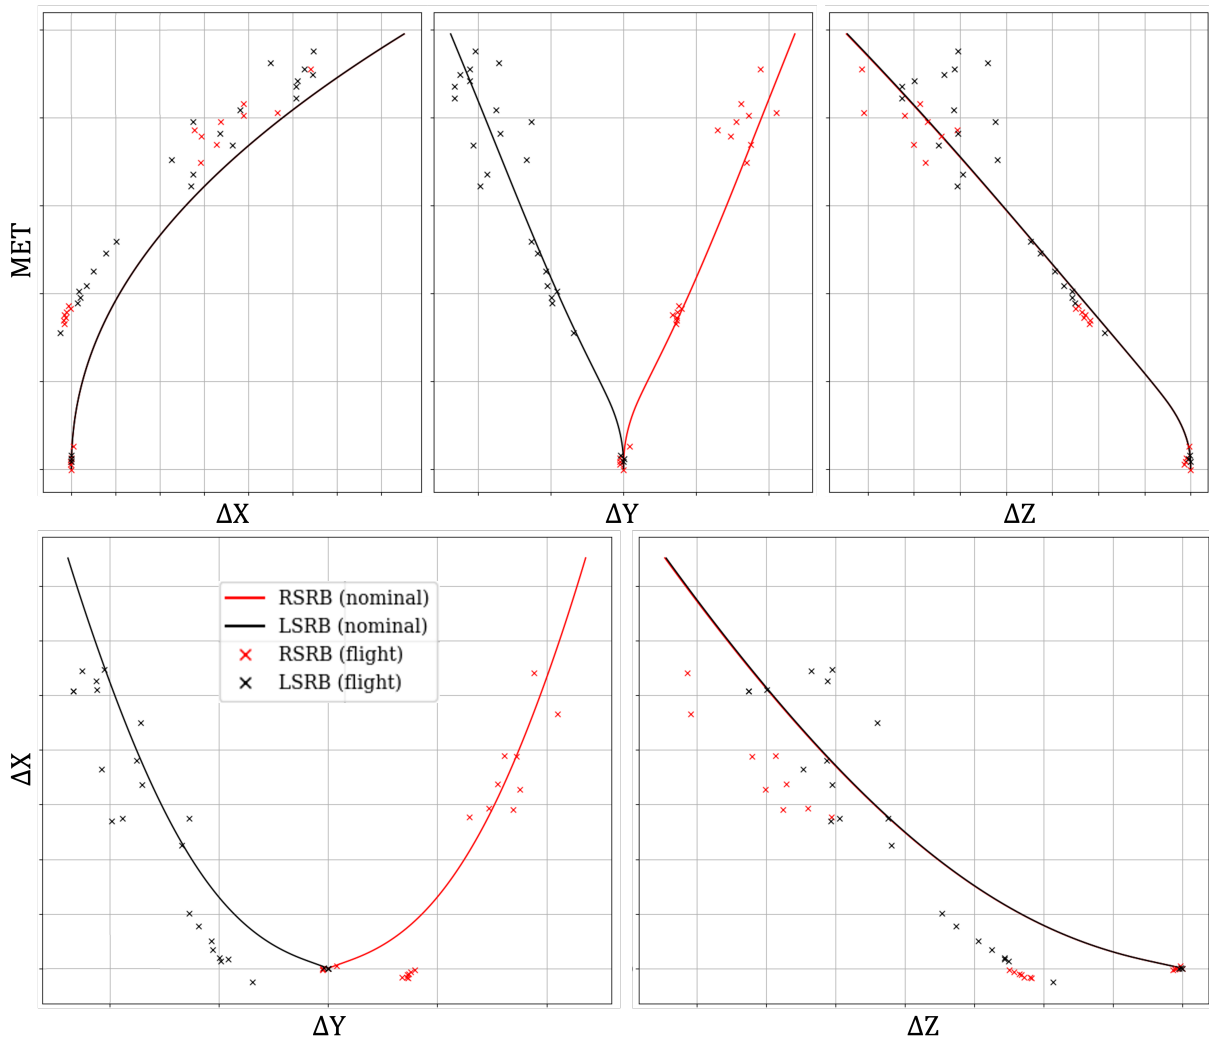 MET
ΔX
ΔY
ΔZ
ΔX
RSRB (nominal)
LSRB (nominal)
RSRB (flight)
LSRB (flight)
ΔY
ΔZ